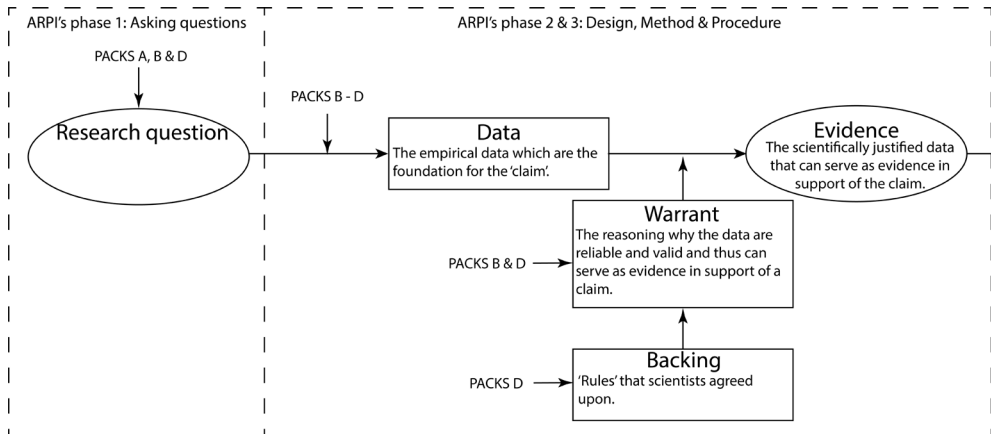 ARPI's phase 1: Asking questions
ARPI's phase 2 & 3: Design, Method & Procedure
PACKS A, B & D
Research question
PACKS B - D
Data
The empirical data which are the
foundation for the ‘claim’.
Evidence
The scientifically justified data
that can serve as evidence in
support of the claim.
Warrant
The reasoning why the data are
reliable and valid and thus can
serve as evidence in support of a
claim.
PACKS B & D
Backing
‘Rules’ that scientists agreed
upon.
PACKS D